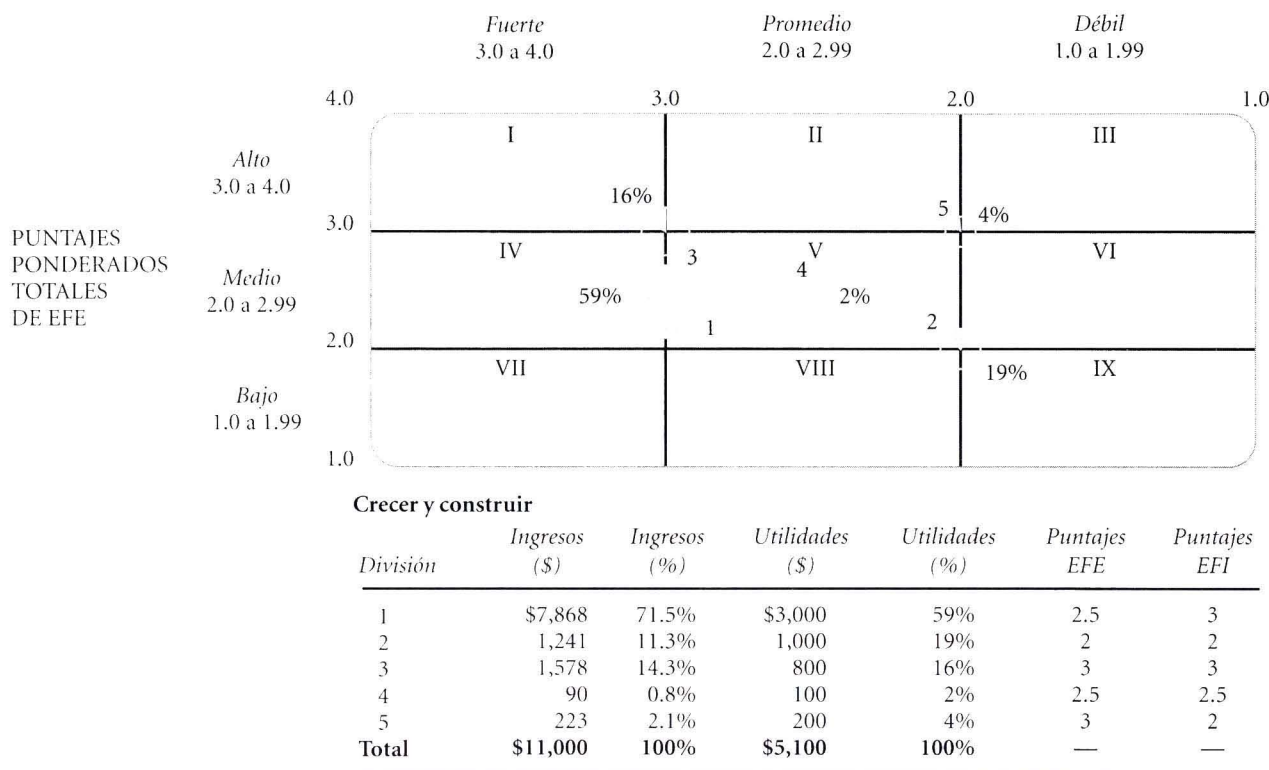 Fuerte Promedio Débil
3.0 a 4.0 2.0 a 2.99 1.0 a 1.99
4.0 3.0 2.0 1.0
I II III
Alto
3.0 a 4.0
16% 5 4%
3.0
PUNTAJES
PONDERADOS
TOTALES
DE EFE
IV 3 V VI
4
Medio
2.0 a 2.99
59% 2%
1 2
2.0
VII VIII 19% IX
Bajo
1.0 a 1.99
1.0
Crecer y construir
Ingresos Ingresos Utilidades Utilidades Puntajes Puntajes
División ($) (%) ($) (%) EFE EFI
1 $7,868 71.5% $3,000 59% 2.5 3
2 1,241 11.3% 1,000 19% 2 2
3 1,578 14.3% 800 16% 3 3
4 90 0.8% 100 2% 2.5 2.5
5 223 2.1% 200 4% 3 2
Total $11,000 100% $5,100 100% — —